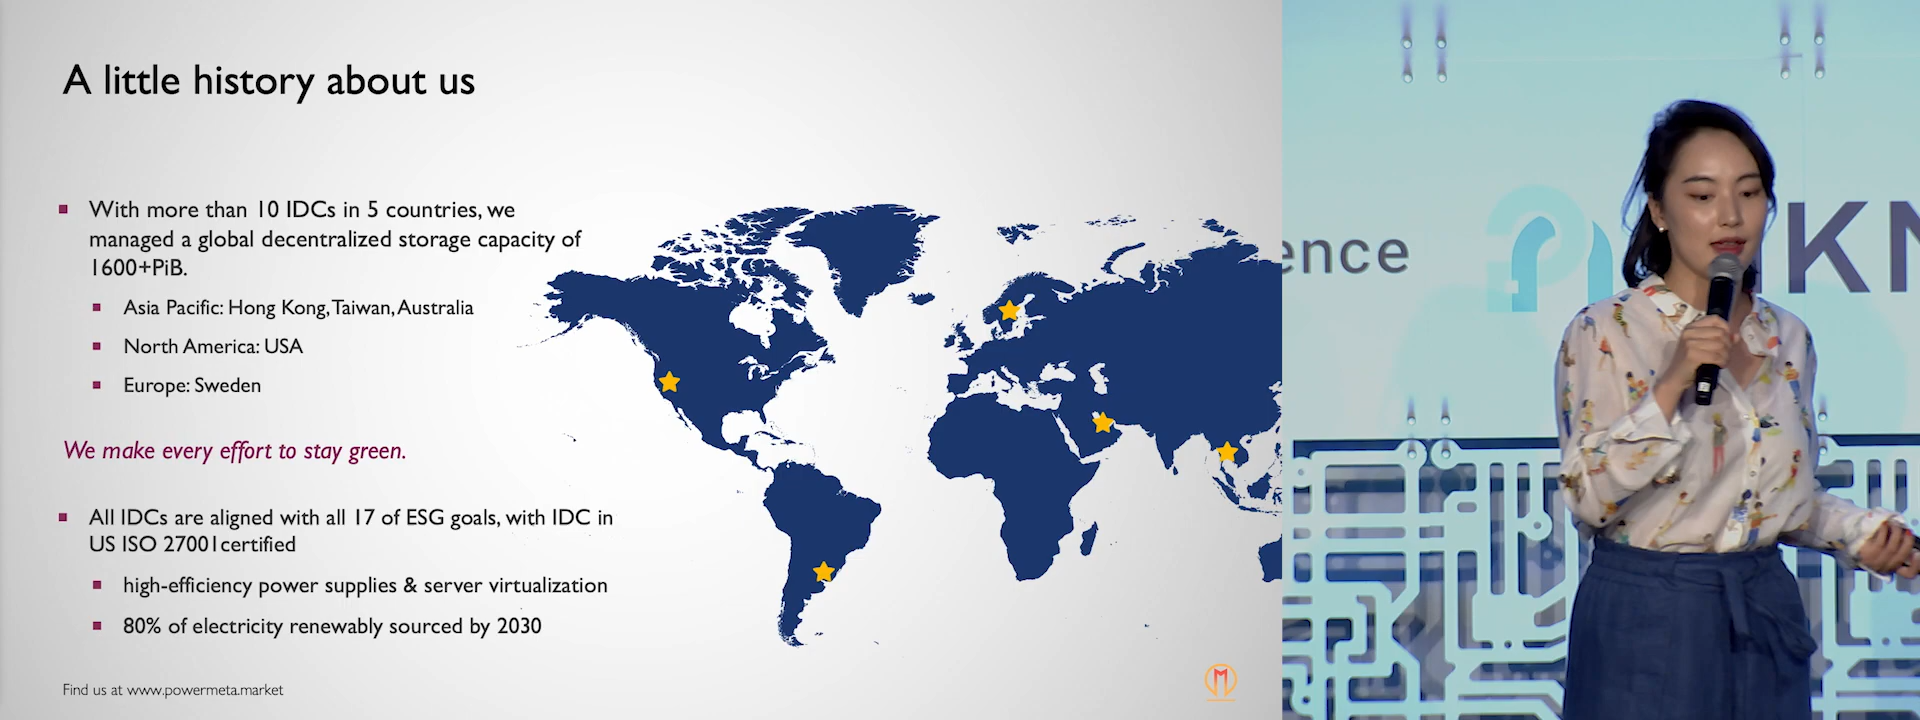 A little history about us
With more than 10 IDCs in 5 countries, we
managed a global decentralized storage capacity of
1600+PiB.
Asia Pacific: Hong Kong, Taiwan, Australia
North America: USA
Europe: Sweden
We make every effort to stay green.
All IDCs are aligned with all 17 of ESG goals, with IDC in
US ISO 27001certified
high-efficiency power supplies & server virtualization
80% of electricity renewably sourced by 2030
Find us at www.powermeta.market
ence
KN